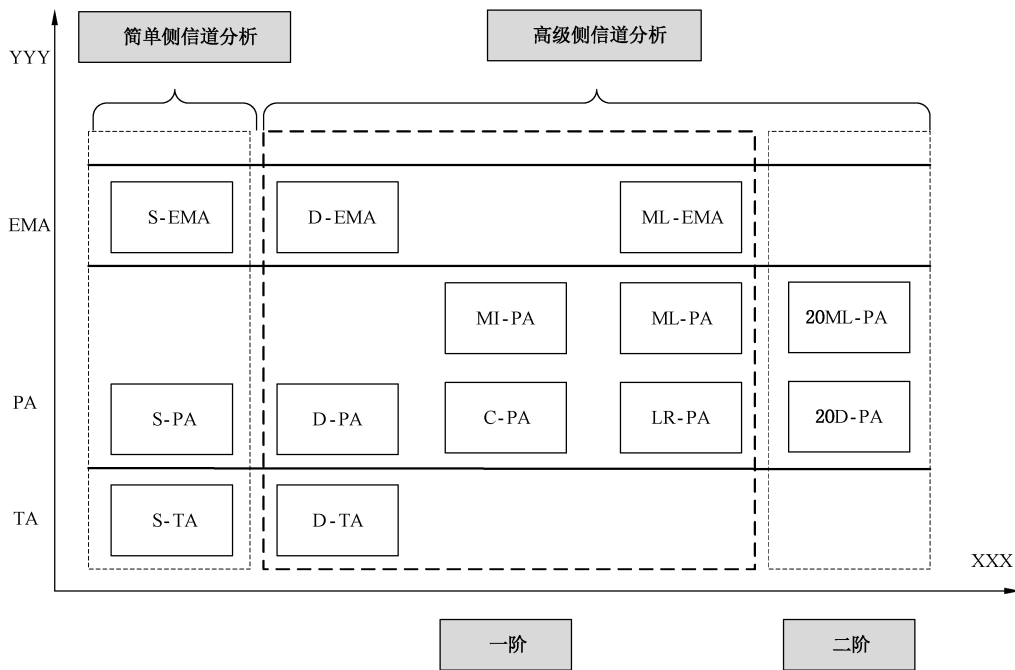 简单侧信道分析
高级侧信道分析
YYY
EMA
S-EMA
D-EMA
ML-EMA
MI-PA
ML-PA
20ML-PA
PA
S-PA
D-PA
C-PA
LR-PA
20D-PA
TA
S-TA
D-TA
XXX
一阶
二阶